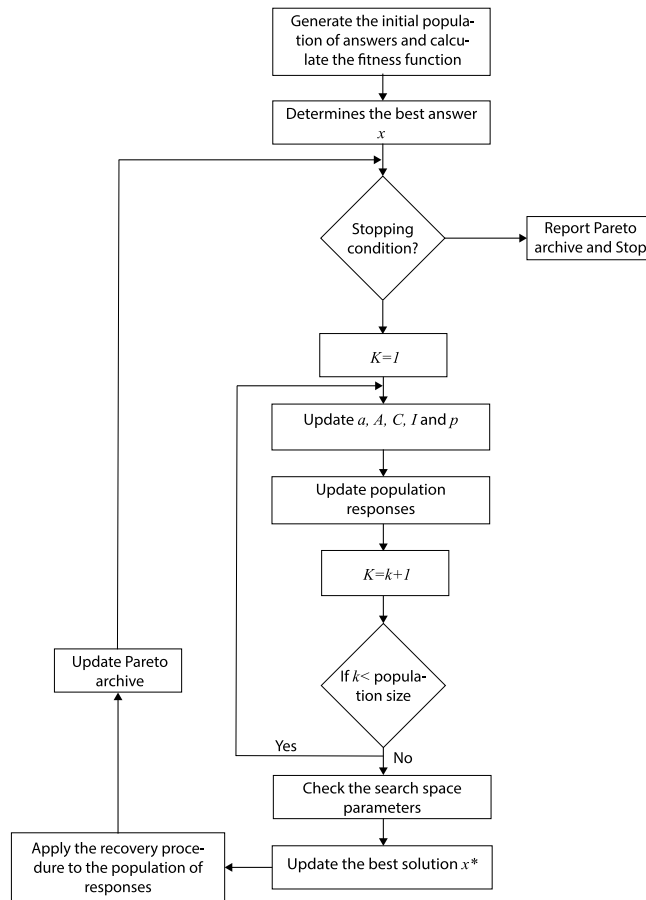 Generate the initial popula-
tion of answers and calcu-
late the fitness function
Determines the best answer
x
Stopping
condition?
Report Pareto
archive and Stop
K=1
Update a, A, C, I and p
Update population
responses
K=k+1
If k< popula-
tion size
Yes
No
Check the search space
parameters
Update the best solution x*
Apply the recovery proce-
dure to the population of
responses
Update Pareto
archive